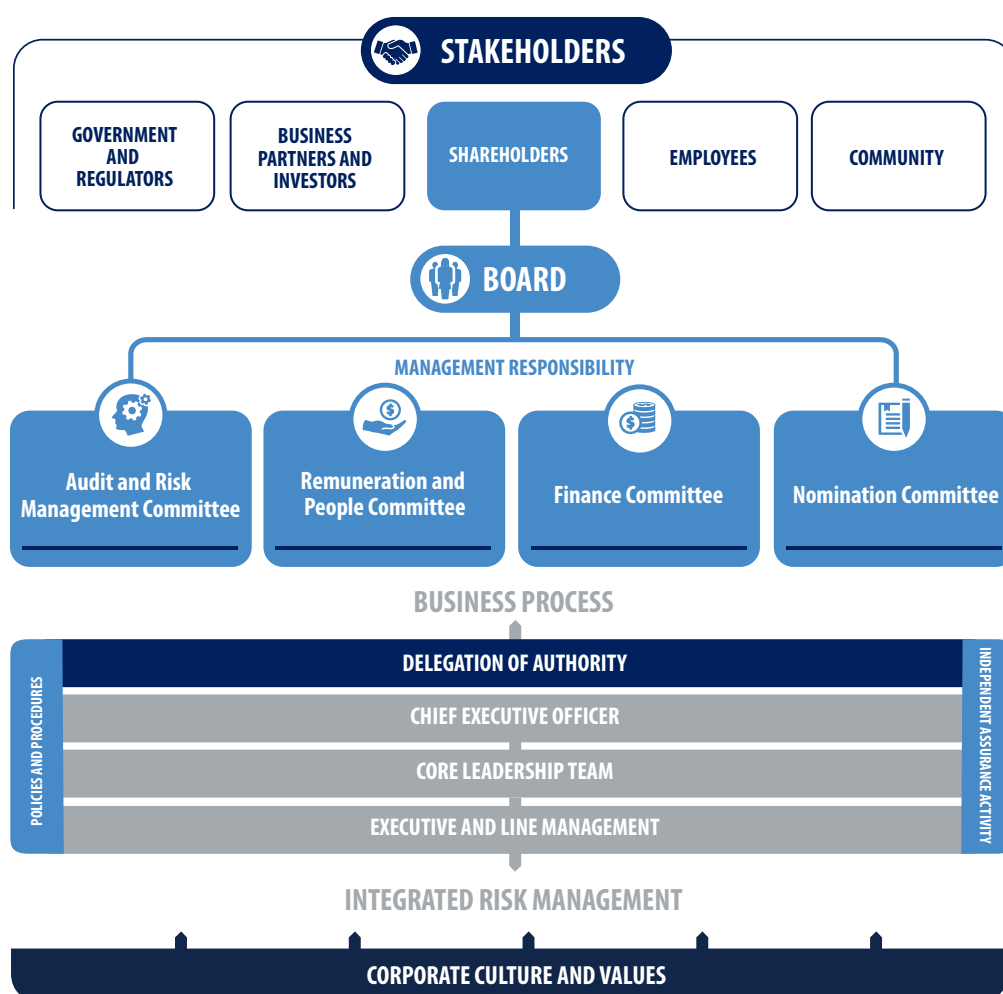 STAKEHOLDERS
GOVERNMENT
AND
REGULATORS
BUSINESS
PARTNERS AND
INVESTORS
SHAREHOLDERS
EMPLOYEES
COMMUNITY
BOARD
MANAGEMENT RESPONSIBILITY
$
$
Audit and Risk
Management Committee
Remuneration and
People Committee
Finance Committee
Nomination Committee
BUSINESS PROCESS
POLICIES AND PROCEDURES
DELEGATION OF AUTHORITY
CHIEF EXECUTIVE OFFICER
CORE LEADERSHIP TEAM
EXECUTIVE AND LINE MANAGEMENT
INDEPENDENT ASSURANCE ACTIVITY
INTEGRATED RISK MANAGEMENT
CORPORATE CULTURE AND VALUES